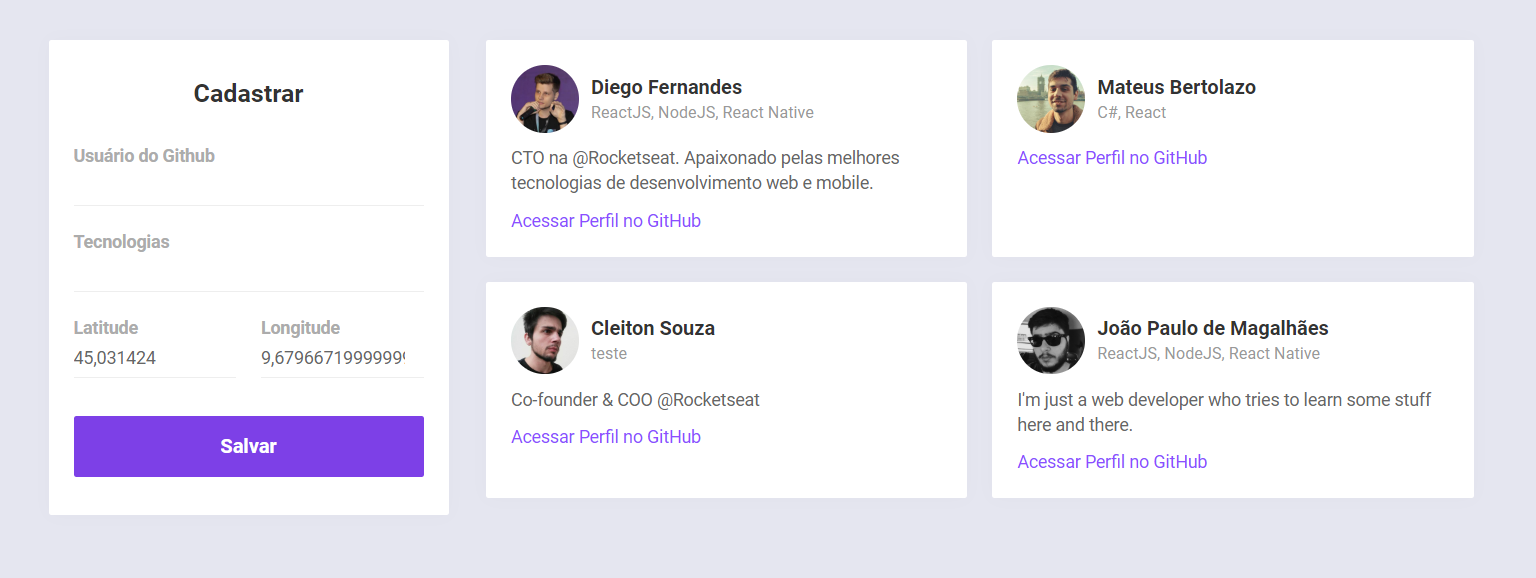 Cadastrar
Usuário do Github
Tecnologias
Latitude
Longitude
45,031424
9,6796671999999
Salvar
Diego Fernandes
ReactJS, NodeJS, React Native
CTO na @Rocketseat. Apaixonado pelas melhores
tecnologias de desenvolvimento web e mobile.
Acessar Perfil no GitHub
Mateus Bertolazo
C#, React
Acessar Perfil no GitHub
Cleiton Souza
teste
Co-founder & COO @Rocketseat
Acessar Perfil no GitHub
João Paulo de Magalhães
ReactJS, NodeJS, React Native
I'm just a web developer who tries to learn some stuff
here and there.
Acessar Perfil no GitHub